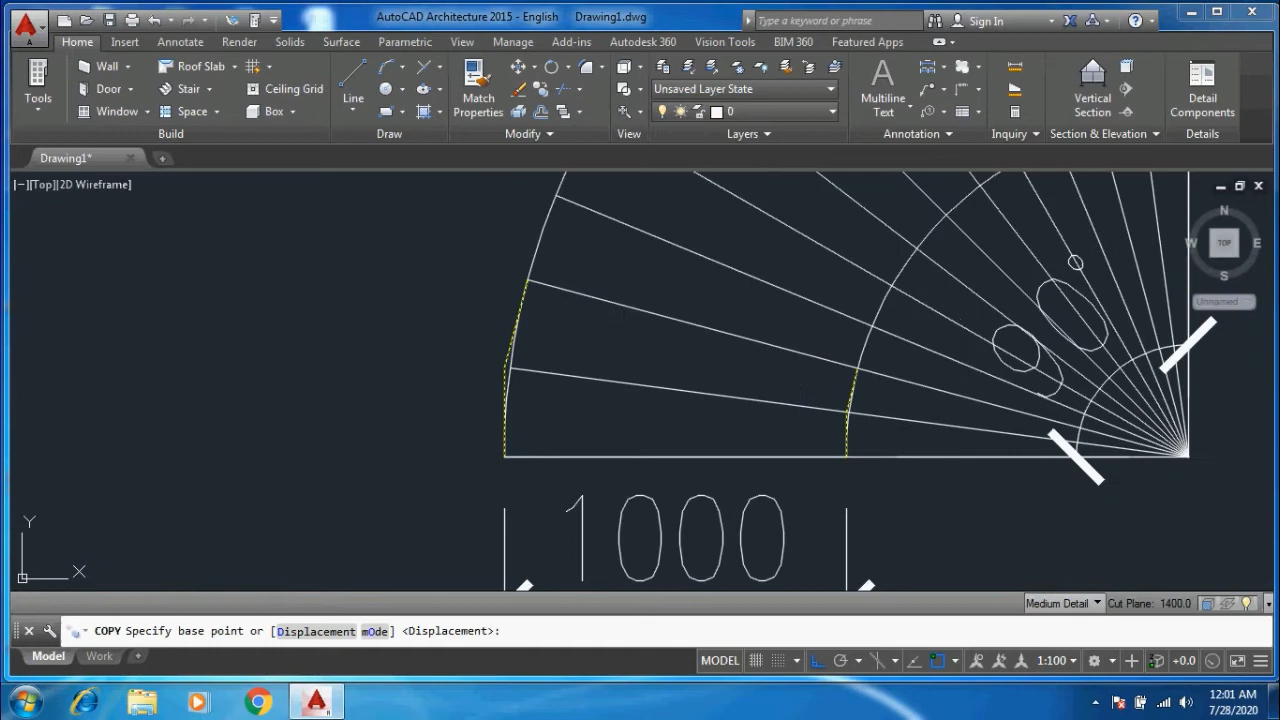 AutoCAD Architecture 2015 - English Drawing1.dwg
Type a keyword or phrase
Sign In
Home Insert Annotate Render Solids Surface Parametric View Manage Add-ins Autodesk 360 Vision Tools BIM 360 Featured Apps
Tools
Wall
Door
Window
Roof Slab
Stair
Space
Ceiling Grid
Box
Line
Match
Properties
Unsaved Layer State
0
Multiline
Text
Vertical
Section
Detail
Components
Build Draw Modify View Layers Annotation Inquiry Section & Elevation Details
Drawing1*
[−][Top][2D Wireframe]
N
W TOP E
S
Unnamed
1000
Y
X
Medium Detail Cut Plane: 1400.0
COPY Specify base point or [Displacement mOde] <Displacement>:
Model Work
MODEL 1:100 +0.0
12:01 AM
7/28/2020